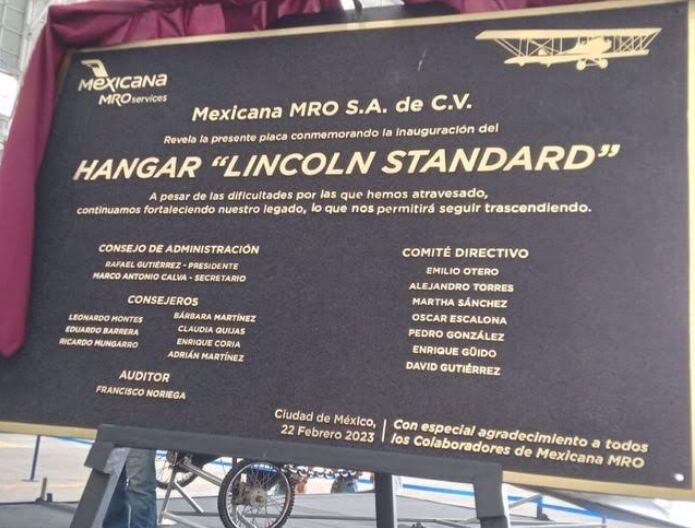 Mexicana
MRO services
Mexicana MRO S.A. de C.V.
Revela la presente placa conmemorando la inauguración del
HANGAR “LINCOLN STANDARD”
A pesar de las dificultades por las que hemos atravesado,
continuamos fortaleciendo nuestro legado, lo que nos permitirá seguir trascendiendo.
CONSEJO DE ADMINISTRACIÓN
RAFAEL GUTIÉRREZ - PRESIDENTE
MARCO ANTONIO CALVA - SECRETARIO
CONSEJEROS
LEONARDO MONTES
EDUARDO BARRERA
RICARDO MUNGARRO
BÁRBARA MARTÍNEZ
CLAUDIA QUIJAS
ENRIQUE CORIA
ADRIÁN MARTÍNEZ
AUDITOR
FRANCISCO NORIEGA
COMITÉ DIRECTIVO
EMILIO OTERO
ALEJANDRO TORRES
MARTHA SÁNCHEZ
OSCAR ESCALONA
PEDRO GONZÁLEZ
ENRIQUE GÜIDO
DAVID GUTIÉRREZ
Ciudad de México,
22 Febrero 2023
Con especial agradecimiento a todos
los Colaboradores de Mexicana MRO